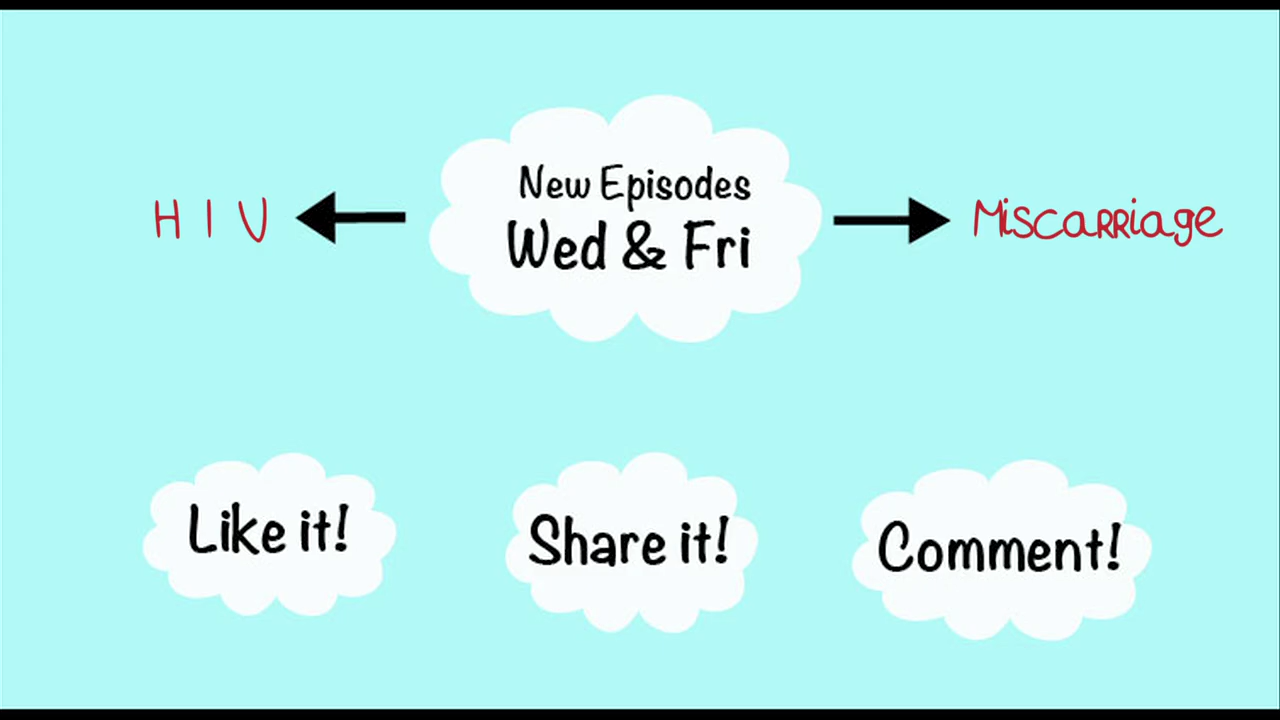 New Episodes
Wed & Fri
H I V
Miscarriage
Like it!
Share it!
Comment!